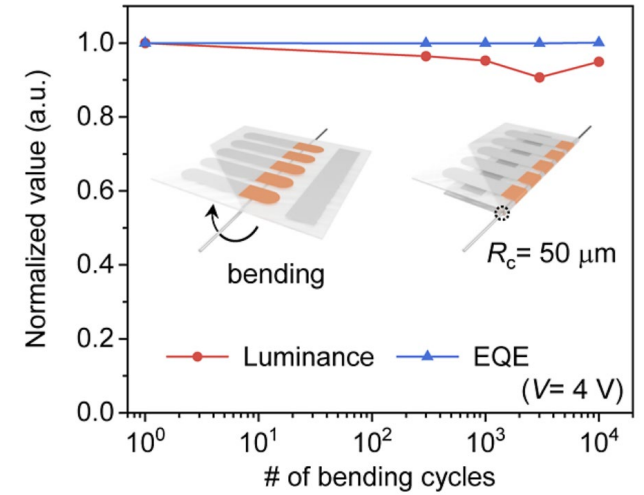 Normalized value (a.u.)
1.0
0.8
0.6
0.4
0.2
0.0
bending
R_c= 50 μm
Luminance
EQE
(V= 4 V)
10^0
10^1
10^2
10^3
10^4
# of bending cycles